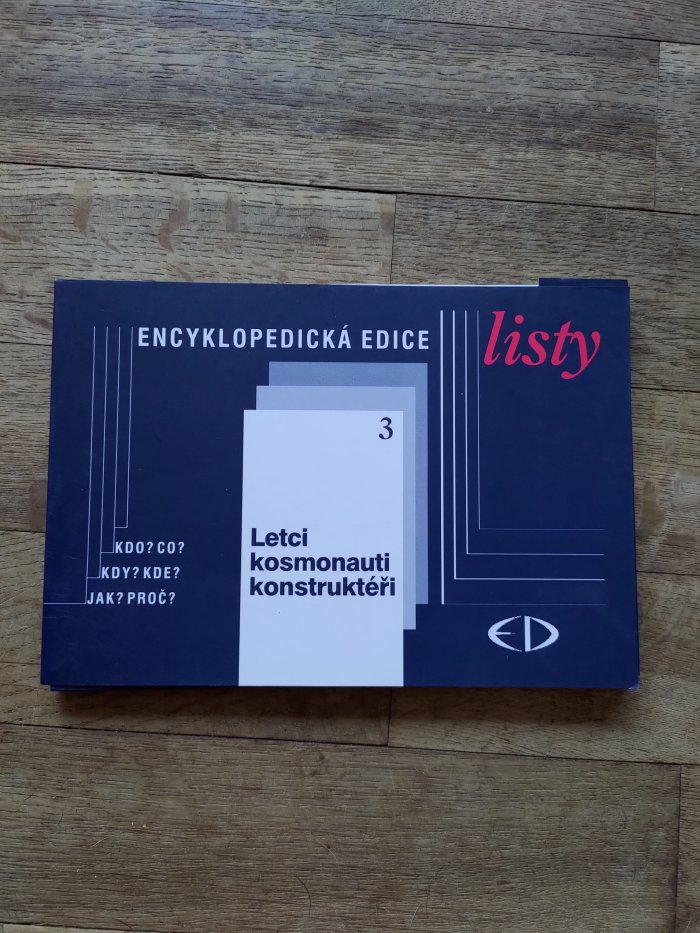 ENCYKLOPEDICKÁ EDICE
listy
3
Letci
kosmonauti
konstruktéři
KDO? CO?
KDY? KDE?
JAK? PROČ?
ED